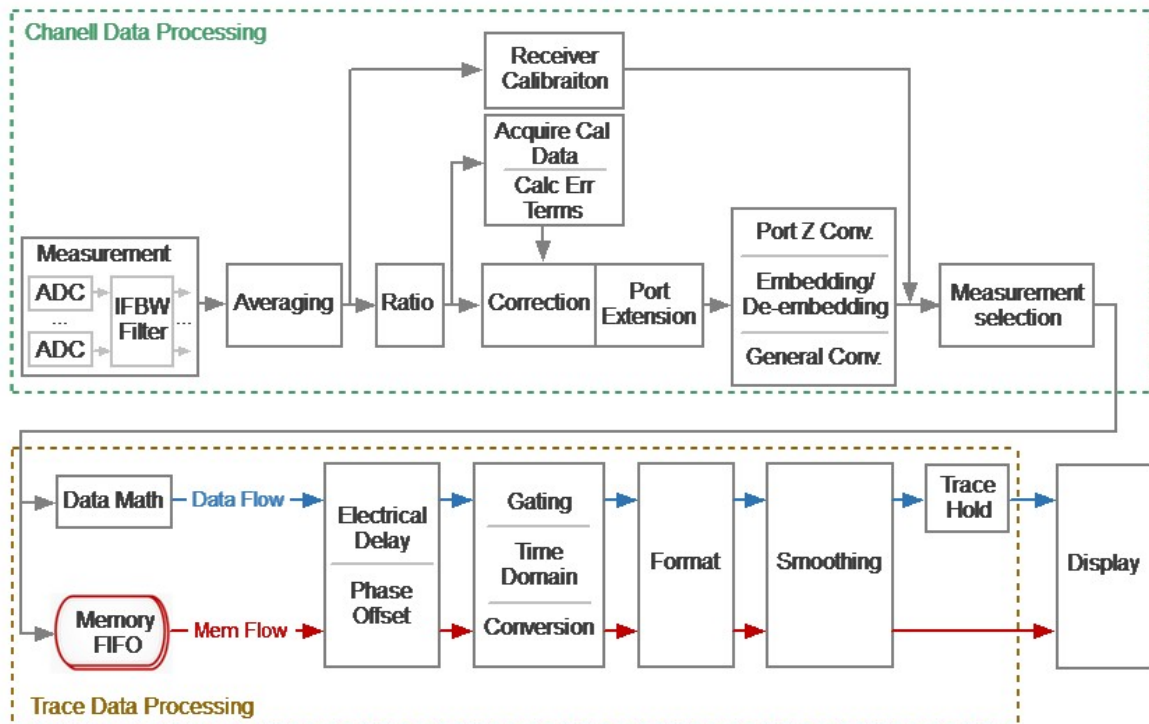 Chanell Data Processing
Receiver
Calibraiton
Acquire Cal
Data
Calc Err
Terms
Measurement
ADC
...
ADC
IFBW
Filter
...
Averaging
Ratio
Correction
Port
Extension
Port Z Conv.
Embedding/
De-embedding
General Conv.
Measurement
selection
Data Math
Data Flow
Electrical
Delay
Phase
Offset
Gating
Time
Domain
Conversion
Format
Smoothing
Trace
Hold
Display
Memory
FIFO
Mem Flow
Trace Data Processing